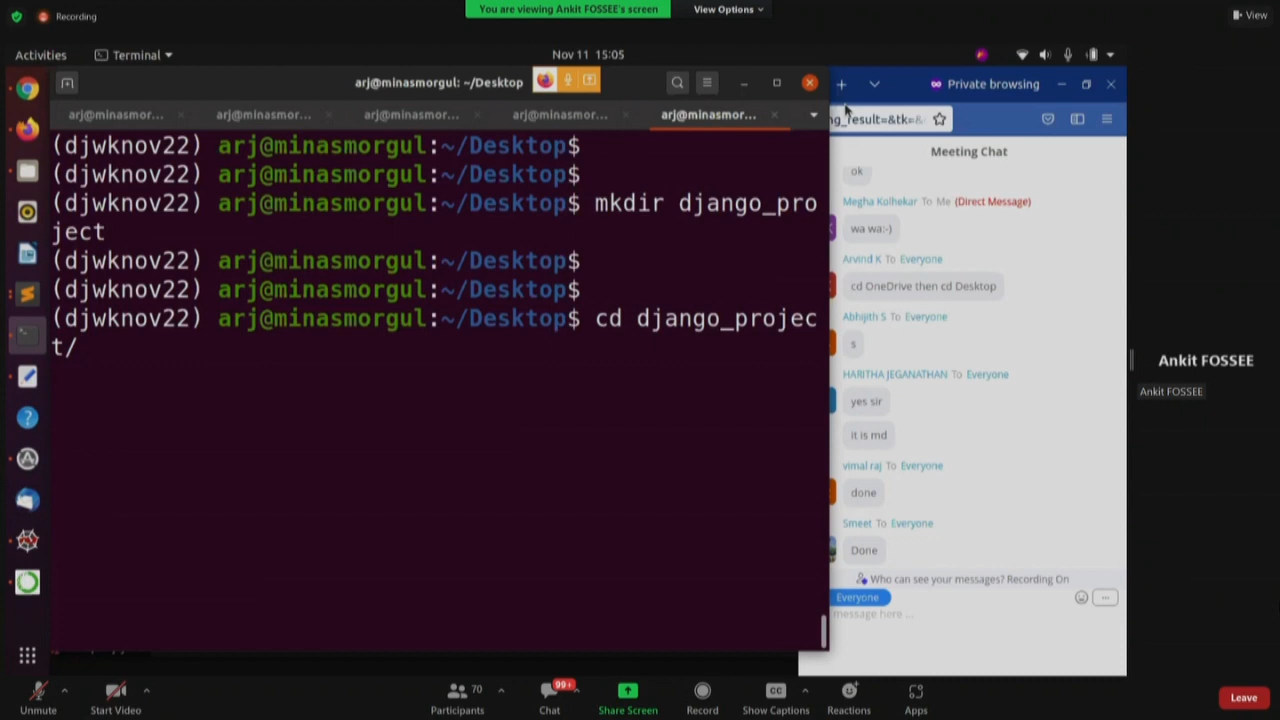 Recording
You are viewing Ankit FOSSEE's screen
View Options
View
Activities
Terminal
Nov 11 15:05
arj@minasmorgul: ~/Desktop
Private browsing
arj@minasmor...
arj@minasmor...
arj@minasmor...
arj@minasmor...
arj@minasmor...
ng_result=&tk=&
(djwknov22) arj@minasmorgul:~/Desktop$
(djwknov22) arj@minasmorgul:~/Desktop$
(djwknov22) arj@minasmorgul:~/Desktop$ mkdir django_pro
ject
(djwknov22) arj@minasmorgul:~/Desktop$
(djwknov22) arj@minasmorgul:~/Desktop$
(djwknov22) arj@minasmorgul:~/Desktop$ cd django_projec
t/
Meeting Chat
ok
Megha Kolhekar To Me (Direct Message)
wa wa:-)
Arvind K To Everyone
cd OneDrive then cd Desktop
Abhijith S To Everyone
s
HARITHA JEGANATHAN To Everyone
yes sir
it is md
vimal raj To Everyone
done
Smeet To Everyone
Done
Who can see your messages? Recording On
Everyone
message here ...
Ankit FOSSEE
Ankit FOSSEE
Unmute
Start Video
70
Participants
99+
Chat
Share Screen
Record
CC
Show Captions
Reactions
Apps
Leave